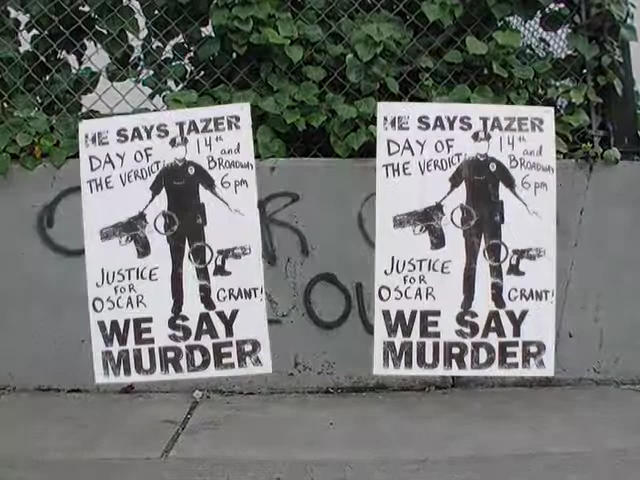 HE SAYS TAZER
DAY OF
THE VERDICT
14th
and
BROADWAY
6pm
JUSTICE
FOR
OSCAR
GRANT!
WE SAY
MURDER
HE SAYS TAZER
DAY OF
THE VERDICT
14th
and
BROADWAY
6pm
JUSTICE
FOR
OSCAR
GRANT!
WE SAY
MURDER